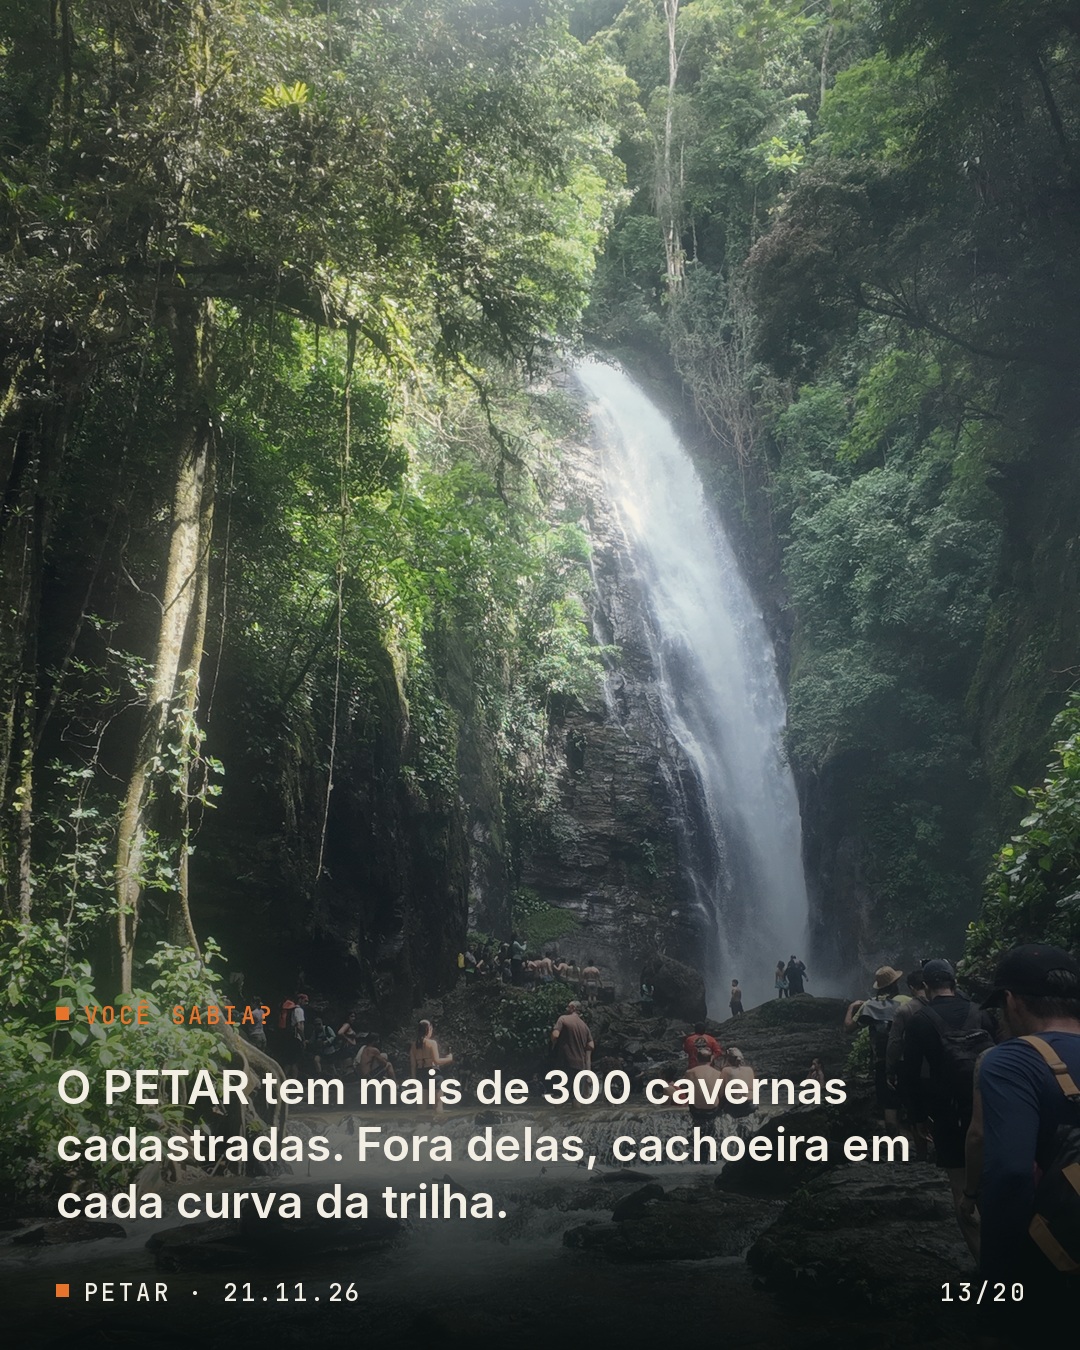 VOCÊ SABIA?
O PETAR tem mais de 300 cavernas
cadastradas. Fora delas, cachoeira em
cada curva da trilha.
PETAR · 21.11.26
13/20